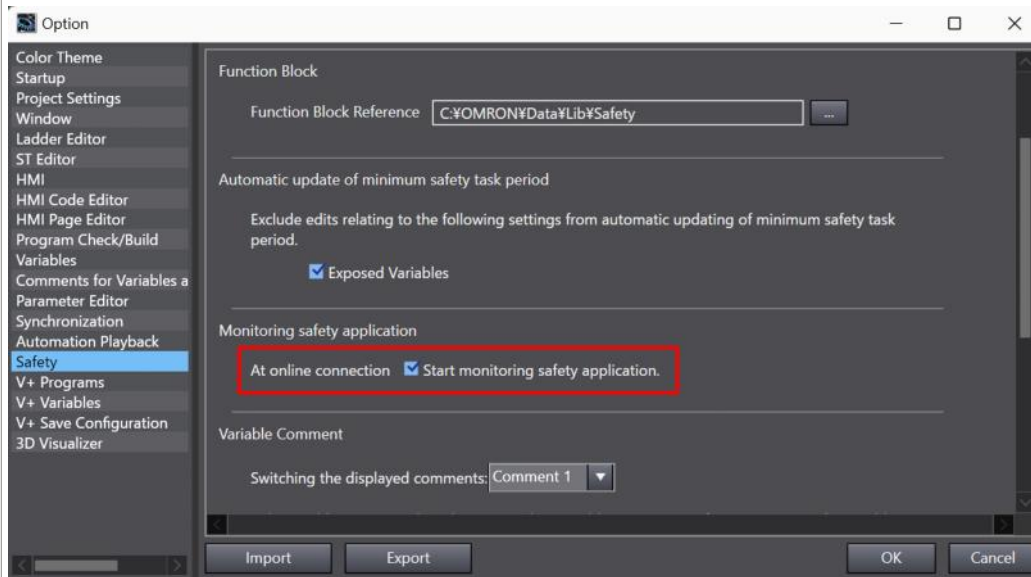 Option
Color Theme
Startup
Project Settings
Window
Ladder Editor
ST Editor
HMI
HMI Code Editor
HMI Page Editor
Program Check/Build
Variables
Comments for Variables a
Parameter Editor
Synchronization
Automation Playback
Safety
V+ Programs
V+ Variables
V+ Save Configuration
3D Visualizer
Function Block
Function Block Reference C:¥OMRON¥Data¥Lib¥Safety ...
Automatic update of minimum safety task period
Exclude edits relating to the following settings from automatic updating of minimum safety task
period.
Exposed Variables
Monitoring safety application
At online connection Start monitoring safety application.
Variable Comment
Switching the displayed comments: Comment 1
Import Export OK Cancel